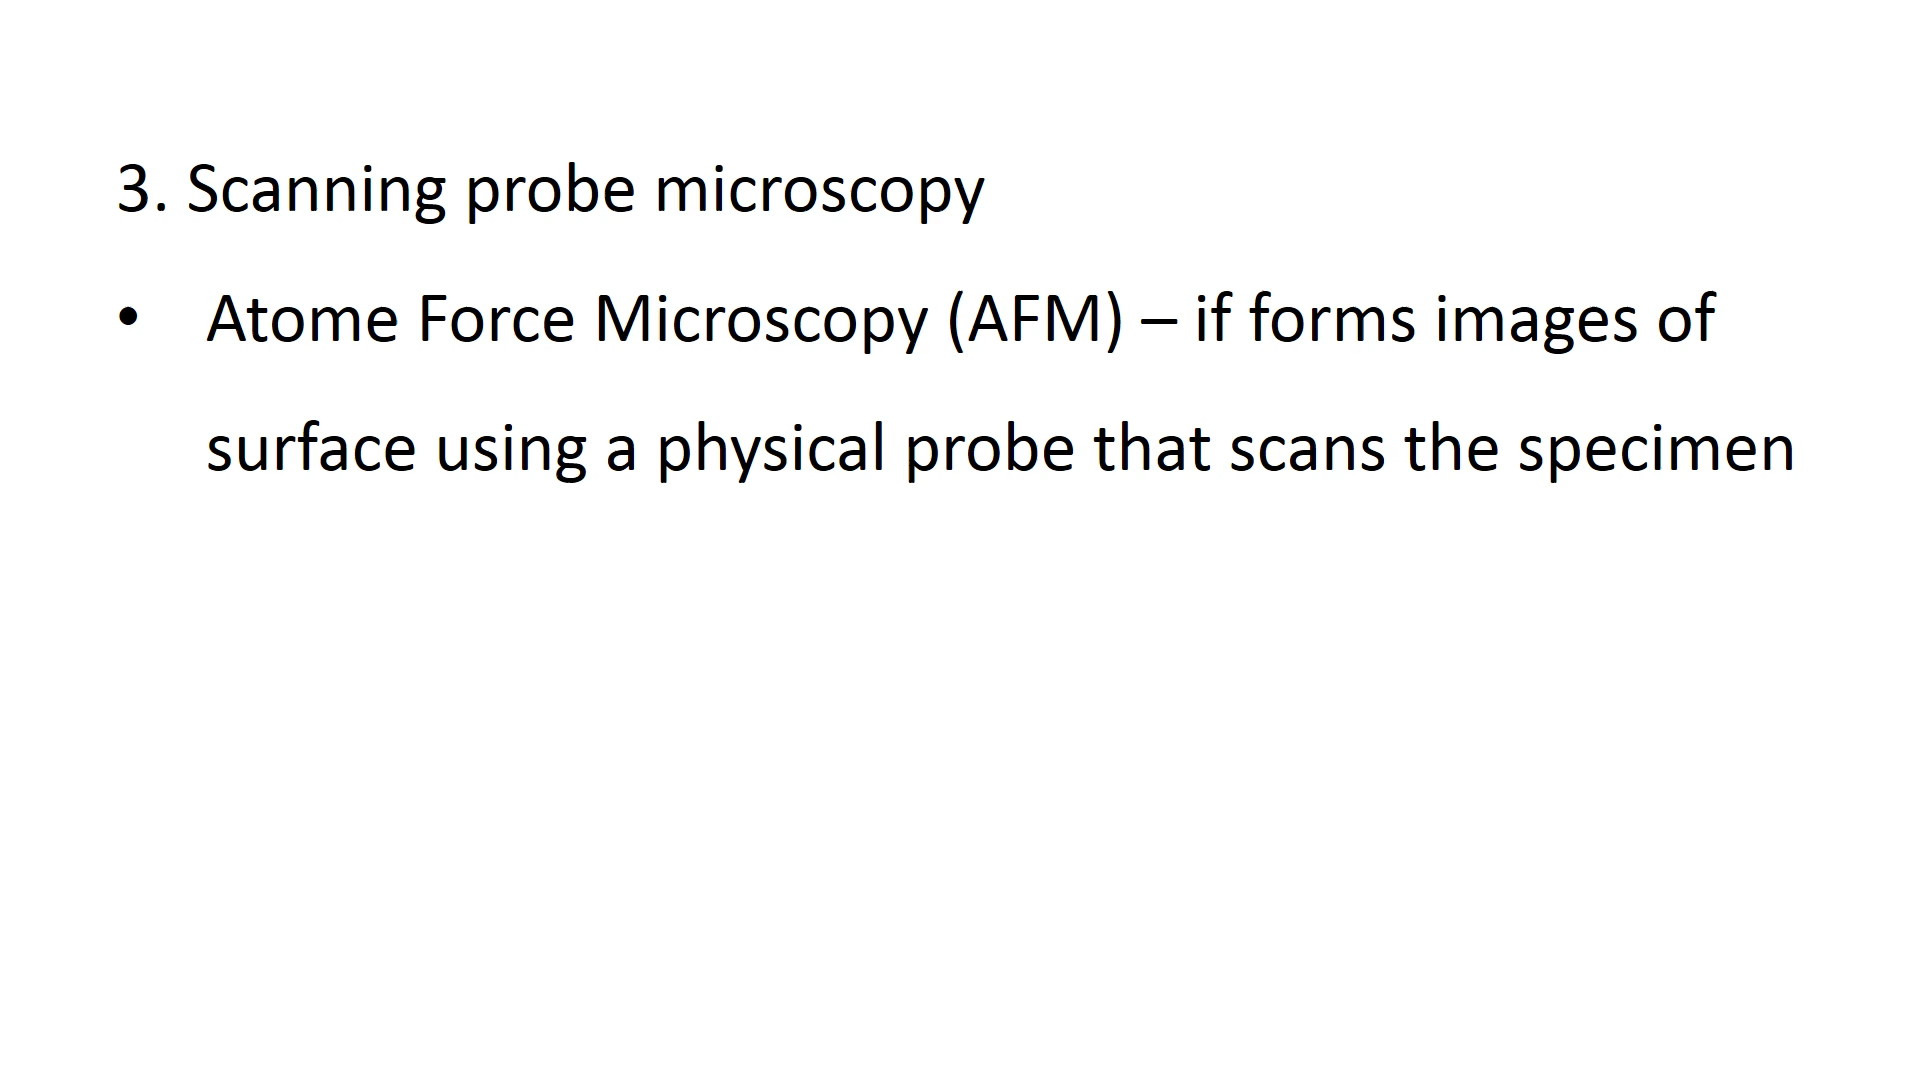 3. Scanning probe microscopy
• Atome Force Microscopy (AFM) – if forms images of
surface using a physical probe that scans the specimen